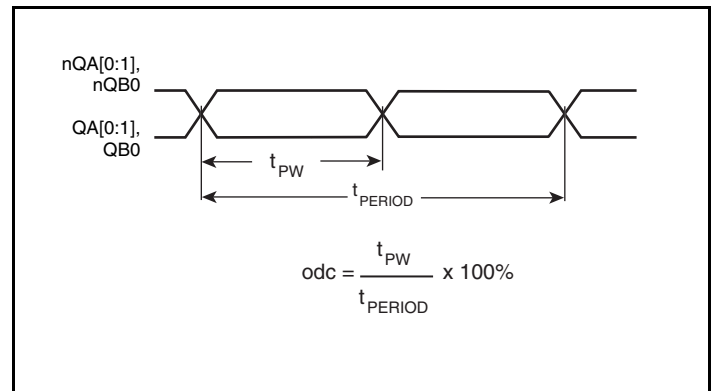 nQA[0:1],
nQB0
QA[0:1],
QB0
tPW
tPERIOD
odc = tPW / tPERIOD x 100%